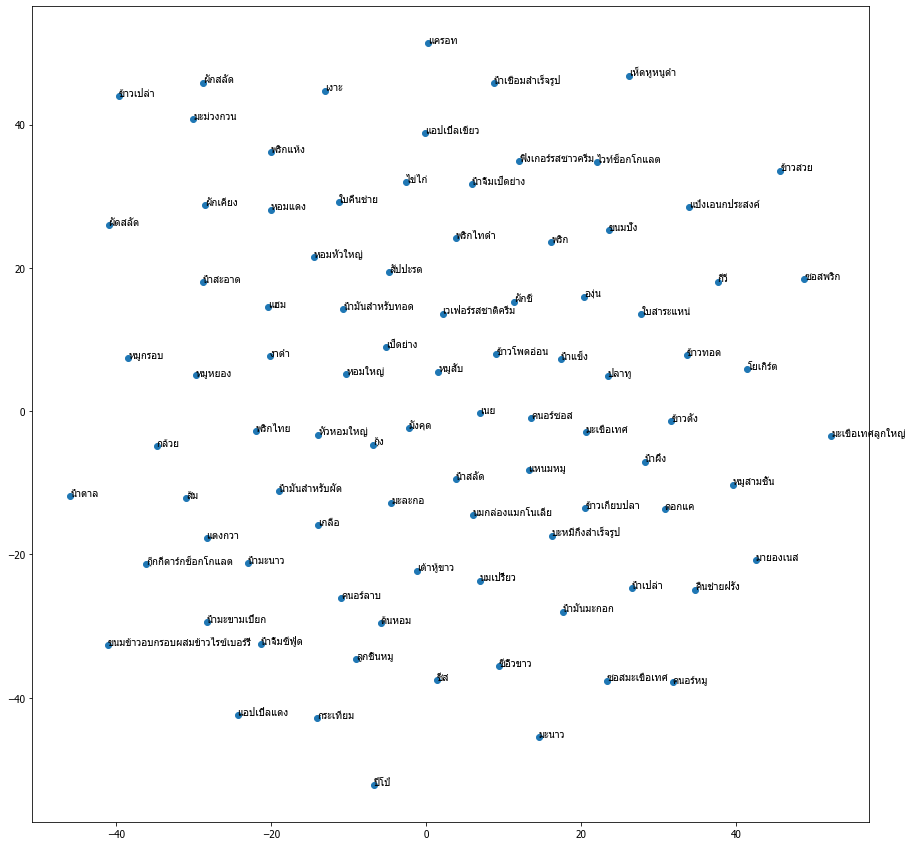 แครอท
เห็ดหูหนูดำ
ผักสลัด
น้ำเชื่อมสำเร็จรูป
ข้าวเปล่า
เงาะ
มะม่วงกวน
40
แอปเปิ้ลเขียว
พริกแห้ง
ฟิงเกอร์รสซาวครีม
ไวท์ช็อกโกแลต
ข้าวสวย
ไข่ไก่
น้ำจิ้มเป็ดย่าง
ผักเคียง
หอมแดง
ใบคื่นช่าย
แป้งเอนกประสงค์
ผัดสลัด
ขนมปัง
พริกไทดำ
พริก
หอมหัวใหญ่
สัปปะรด
20
น้ำสะอาด
กีวี
ซอสพริก
แฮม
น้ำมันสำหรับทอด
เวเฟอร์รสชาติครีม
ผักชี
องุ่น
ใบสาระแหน่
เป็ดย่าง
หมูกรอบ
งาดำ
ข้าวโพดอ่อน
น้ำแข็ง
ข้าวทอด
หมูหยอง
หอมใหญ่
หมูสับ
ปลาทู
โยเกิร์ต
0
เนย
คนอร์ซอส
ข้าวตัง
พริกไทย
หัวหอมใหญ่
มังคุด
มะเขือเทศ
มะเขือเทศลูกใหญ่
กล้วย
กุ้ง
น้ำผึ้ง
แหนมหมู
น้ำสลัด
หมูสามชั้น
น้ำตาล
ส้ม
น้ำมันสำหรับผัด
มะละกอ
นมกล่องแมกโนเลีย
ข้าวเกียบปลา
ดอกแค
เกลือ
แตงกวา
บะหมี่กึ่งสำเร็จรูป
−20
คุ๊กกี้ดาร์กช็อกโกแลต
น้ำมะนาว
เต้าหู้ขาว
นมเปรี้ยว
มายองเนส
น้ำเปล่า
คื่นช่ายฝรั่ง
คนอร์ลาบ
น้ำมันมะกอก
น้ำมะขามเปียก
ต้นหอม
ขนมข้าวอบกรอบผสมข้าวไรซ์เบอร์รี่
น้ำจิ้มซีฟู้ด
ลูกชิ้นหมู
ซีอิ๊วขาว
ชีส
ซอสมะเขือเทศ
คนอร์หมู
−40
แอปเปิ้ลแดง
กระเทียม
มะนาว
ปีโป้
−40
−20
0
20
40